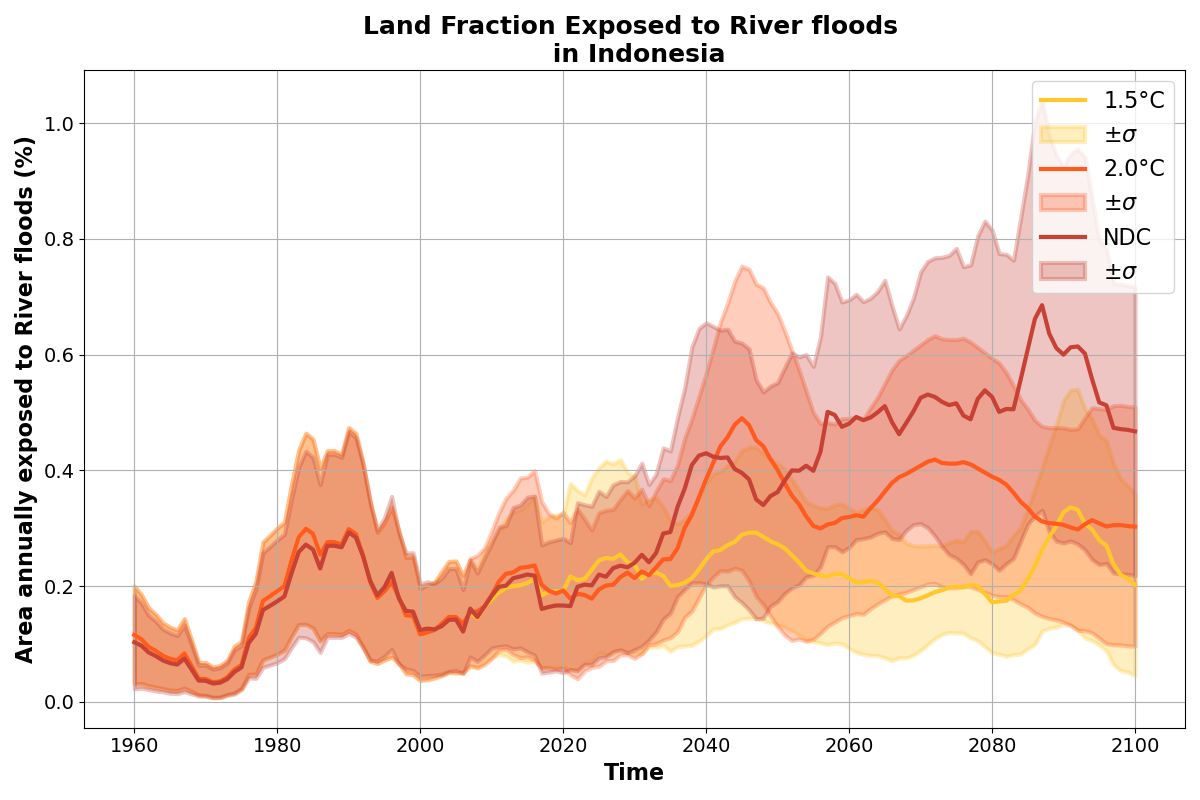 Land Fraction Exposed to River floods
in Indonesia
Area annually exposed to River floods (%)
1.0
0.8
0.6
0.4
0.2
0.0
1960 1980 2000 2020 2040 2060 2080 2100
Time
1.5°C
±σ
2.0°C
±σ
NDC
±σ